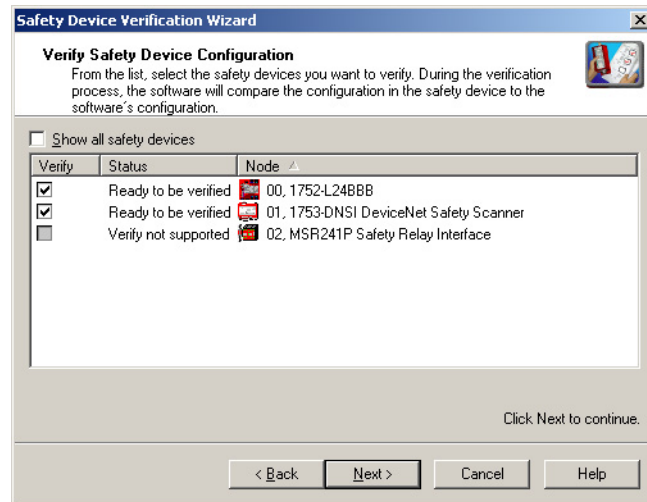 Safety Device Verification Wizard
Verify Safety Device Configuration
From the list, select the safety devices you want to verify. During the verification
process, the software will compare the configuration in the safety device to the
software´s configuration.
Show all safety devices
Verify Status Node
Ready to be verified 00, 1752-L24BBB
Ready to be verified 01, 1753-DNSI DeviceNet Safety Scanner
Verify not supported 02, MSR241P Safety Relay Interface
Click Next to continue.
< Back Next > Cancel Help